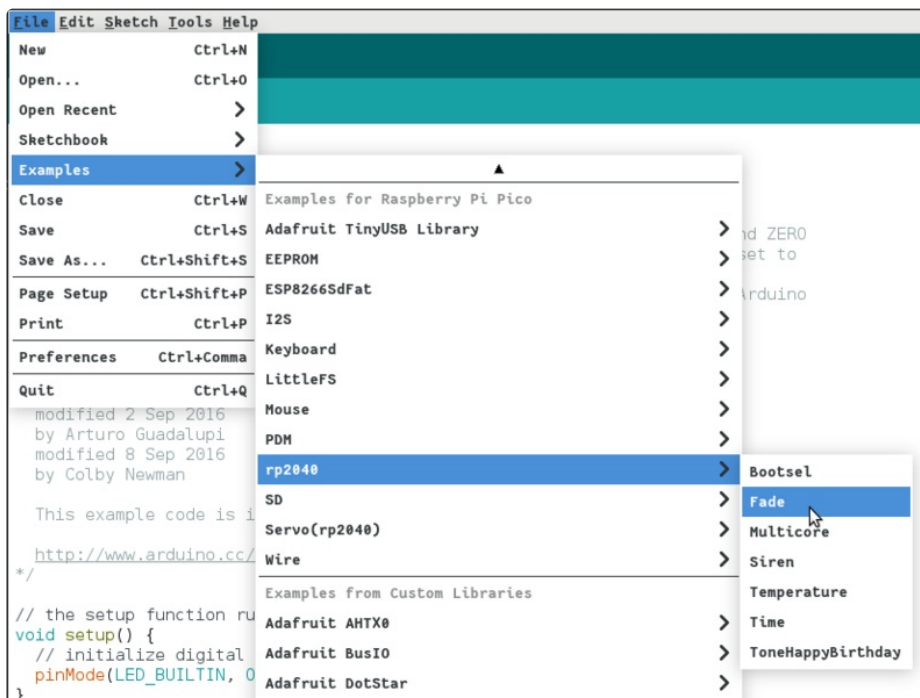 File Edit Sketch Tools Help
New Ctrl+N
Open... Ctrl+O
Open Recent
Sketchbook
Examples
Close Ctrl+W
Save Ctrl+S
Save As... Ctrl+Shift+S
Page Setup Ctrl+Shift+P
Print Ctrl+P
Preferences Ctrl+Comma
Quit Ctrl+Q
Examples for Raspberry Pi Pico
Adafruit TinyUSB Library
EEPROM
ESP8266SdFat
I2S
Keyboard
LittleFS
Mouse
PDM
rp2040
SD
Servo(rp2040)
Wire
Examples from Custom Libraries
Adafruit AHTX0
Adafruit BusIO
Adafruit DotStar
Bootsel
Fade
Multicore
Siren
Temperature
Time
ToneHappyBirthday
nd ZERO
set to
Arduino
modified 2 Sep 2016
by Arturo Guadalupi
modified 8 Sep 2016
by Colby Newman
This example code is i
http://www.arduino.cc/
*/
// the setup function ru
void setup() {
// initialize digital
pinMode(LED_BUILTIN, O
}